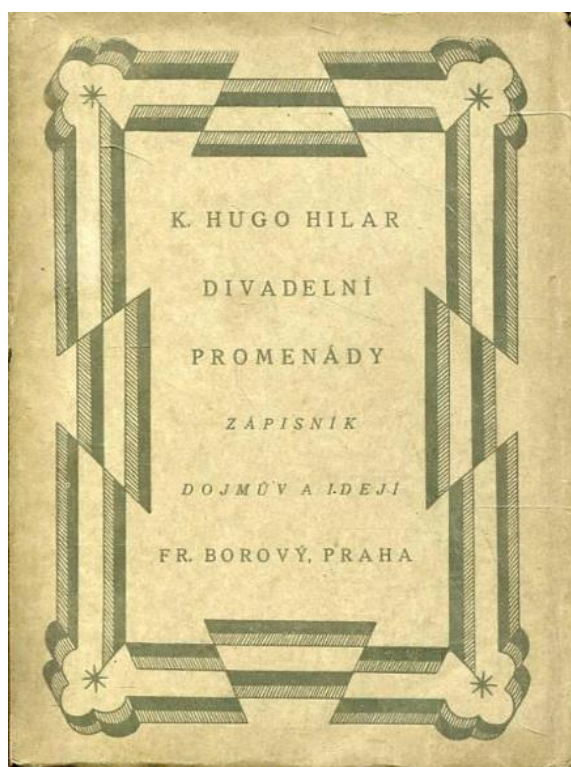 K. HUGO HILAR
DIVADELNÍ
PROMENÁDY
ZÁPISNÍK
DOJMŮV A IDEJÍ
FR. BOROVÝ, PRAHA